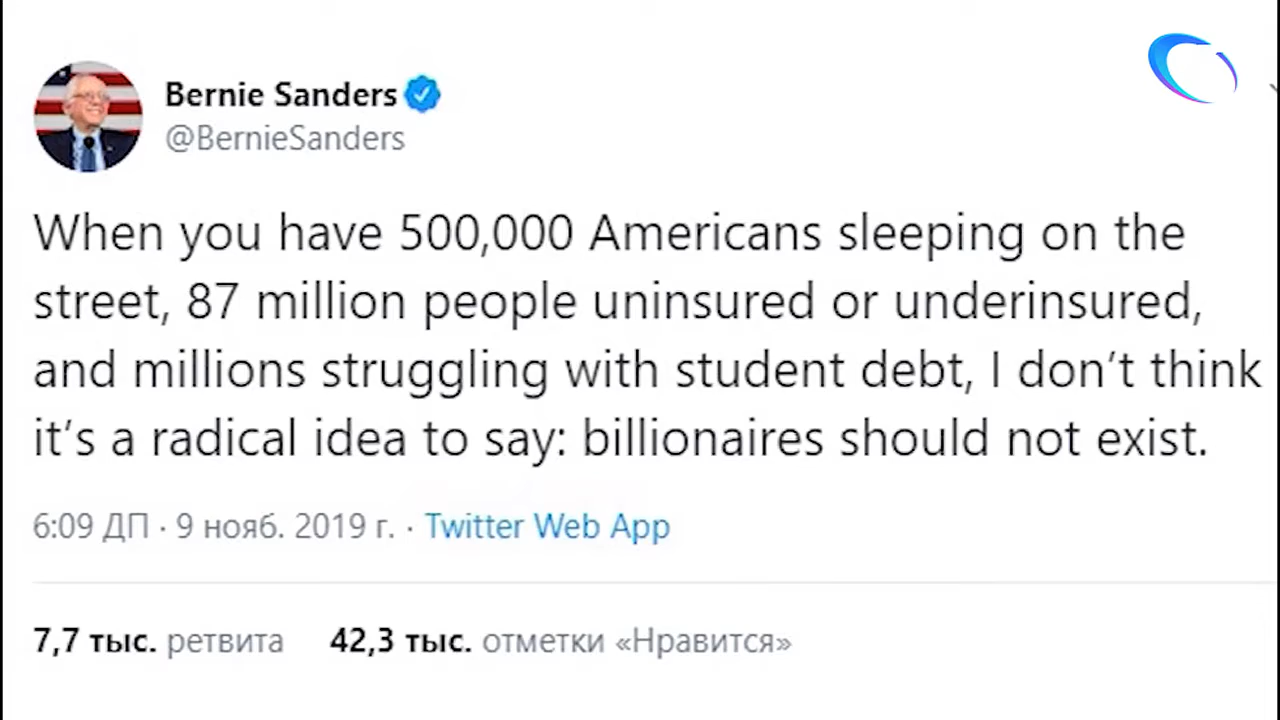 Bernie Sanders
@BernieSanders
When you have 500,000 Americans sleeping on the
street, 87 million people uninsured or underinsured,
and millions struggling with student debt, I don’t think
it’s a radical idea to say: billionaires should not exist.
6:09 ДП · 9 нояб. 2019 г. · Twitter Web App
7,7 тыс. ретвита 42,3 тыс. отметки «Нравится»